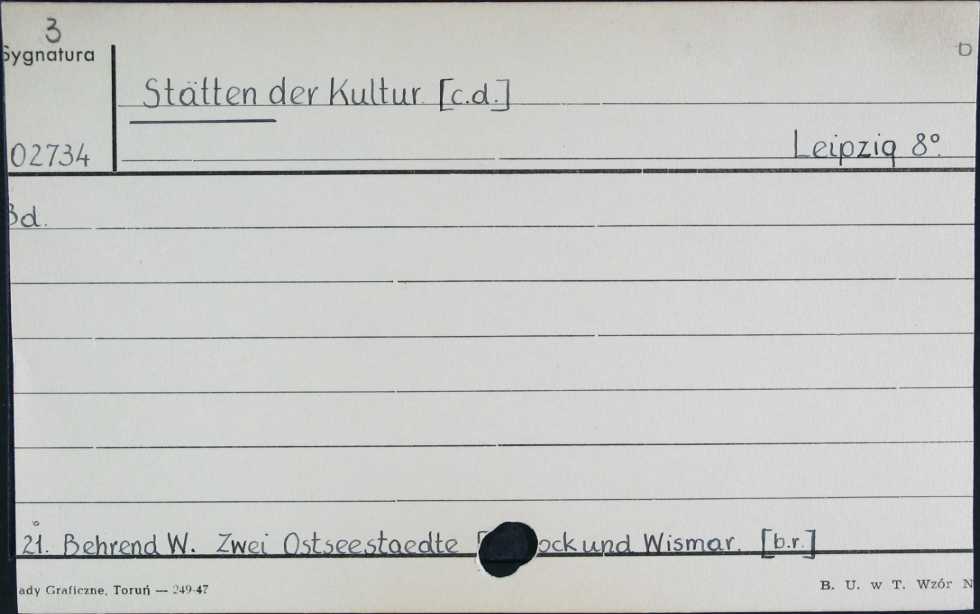 3
Sygnatura
D
Stätten der Kultur [c.d.]
02734
Leipzig 8°.
Bd.
21. Behrend W. Zwei Ostseestaedte ock und Wismar. [b.r.]
ady Graficzne, Toruń — 249-47
B. U. w T. Wzór N